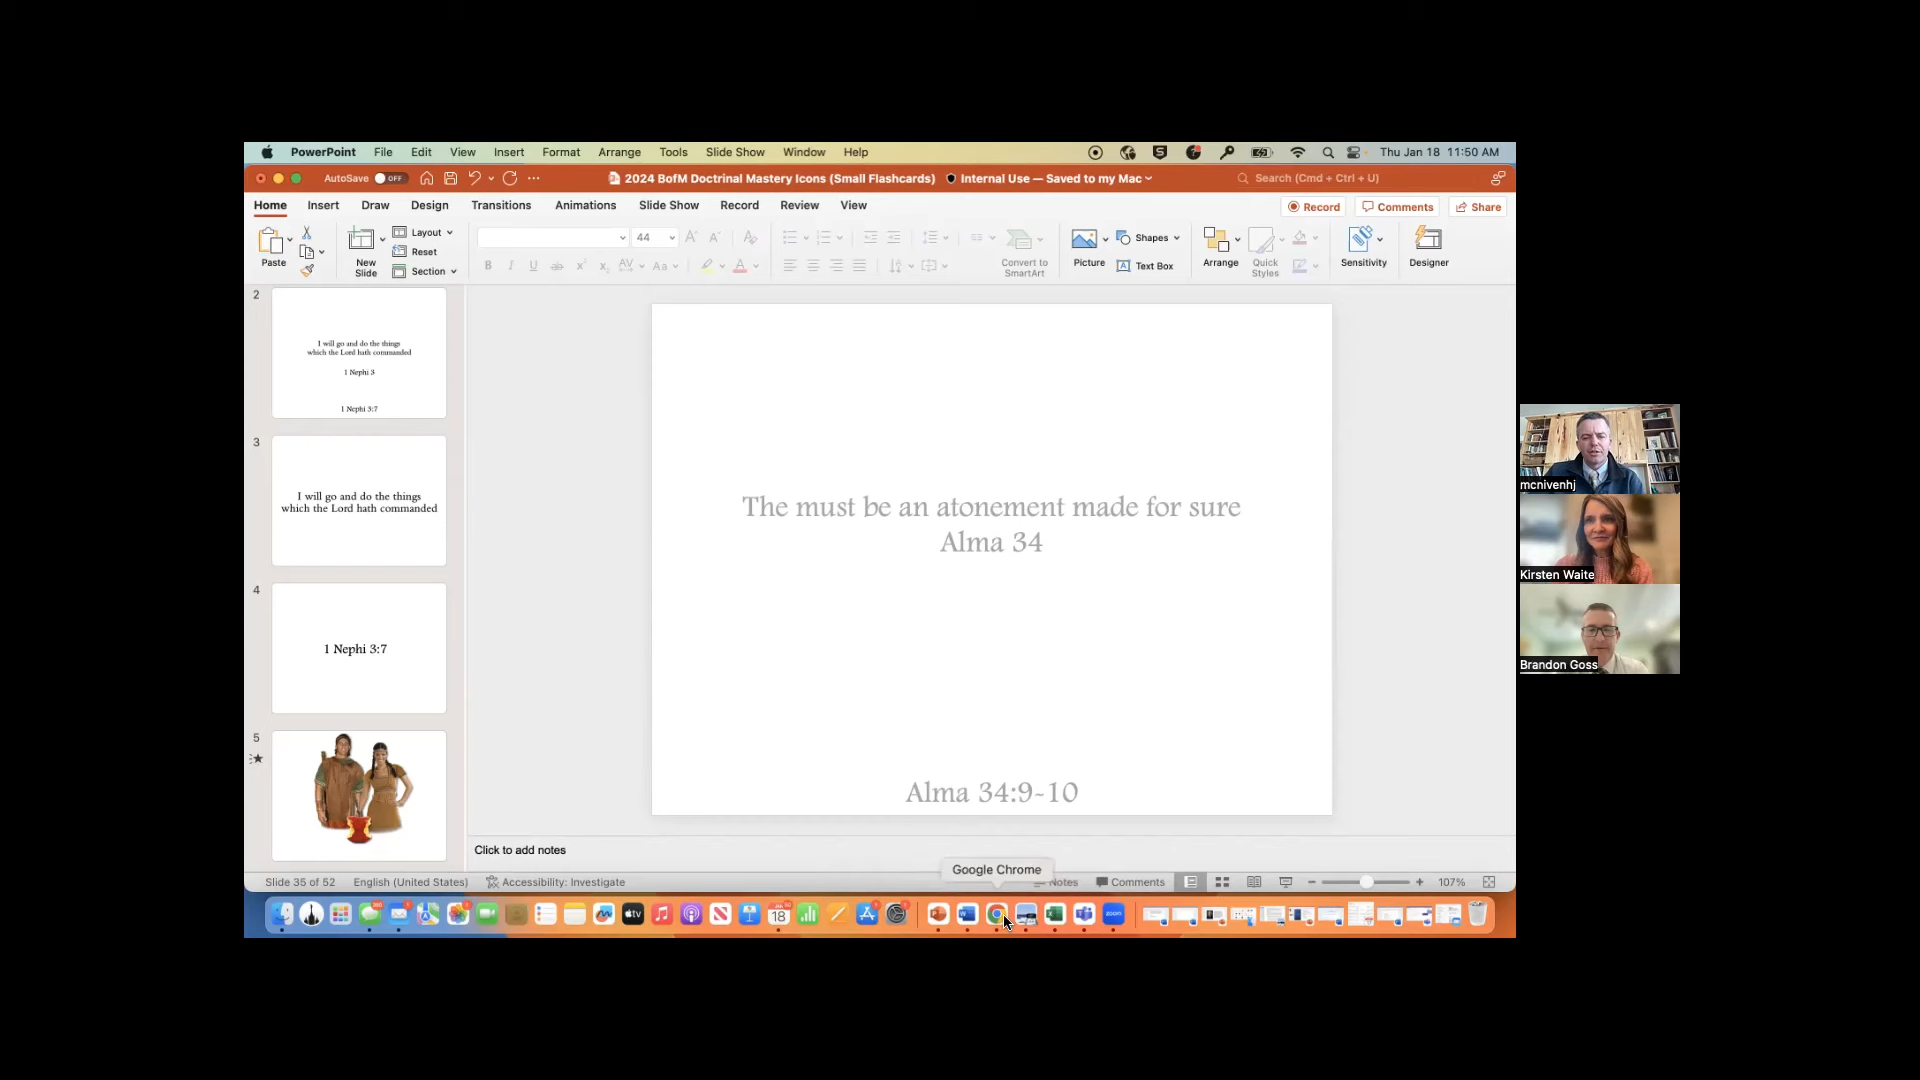 PowerPoint File Edit View Insert Format Arrange Tools Slide Show Window Help Thu Jan 18 11:50 AM
AutoSave OFF 2024 BofM Doctrinal Mastery Icons (Small Flashcards) Internal Use — Saved to my Mac Search (Cmd + Ctrl + U)
Home Insert Draw Design Transitions Animations Slide Show Record Review View Record Comments Share
Paste New Slide Layout Reset Section 44 Convert to SmartArt Picture Shapes Text Box Arrange Quick Styles Sensitivity Designer
2
I will go and do the things
which the Lord hath commanded
1 Nephi 3
1 Nephi 3:7
3
I will go and do the things
which the Lord hath commanded
4
1 Nephi 3:7
5
The must be an atonement made for sure
Alma 34
Alma 34:9-10
Click to add notes
Google Chrome
Slide 35 of 52 English (United States) Accessibility: Investigate Notes Comments 107%
18 tv zoom
mcnivenhj
Kirsten Waite
Brandon Goss